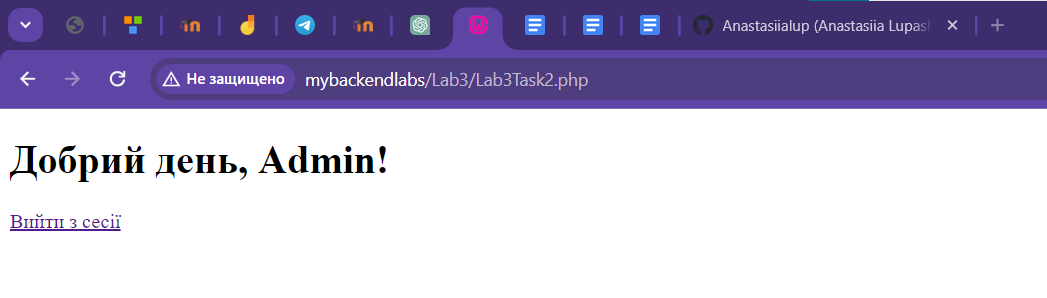 Anastasiialup (Anastasiia Lupas
Не защищено
mybackendlabs/Lab3/Lab3Task2.php
Добрий день, Admin!
Вийти з сесії